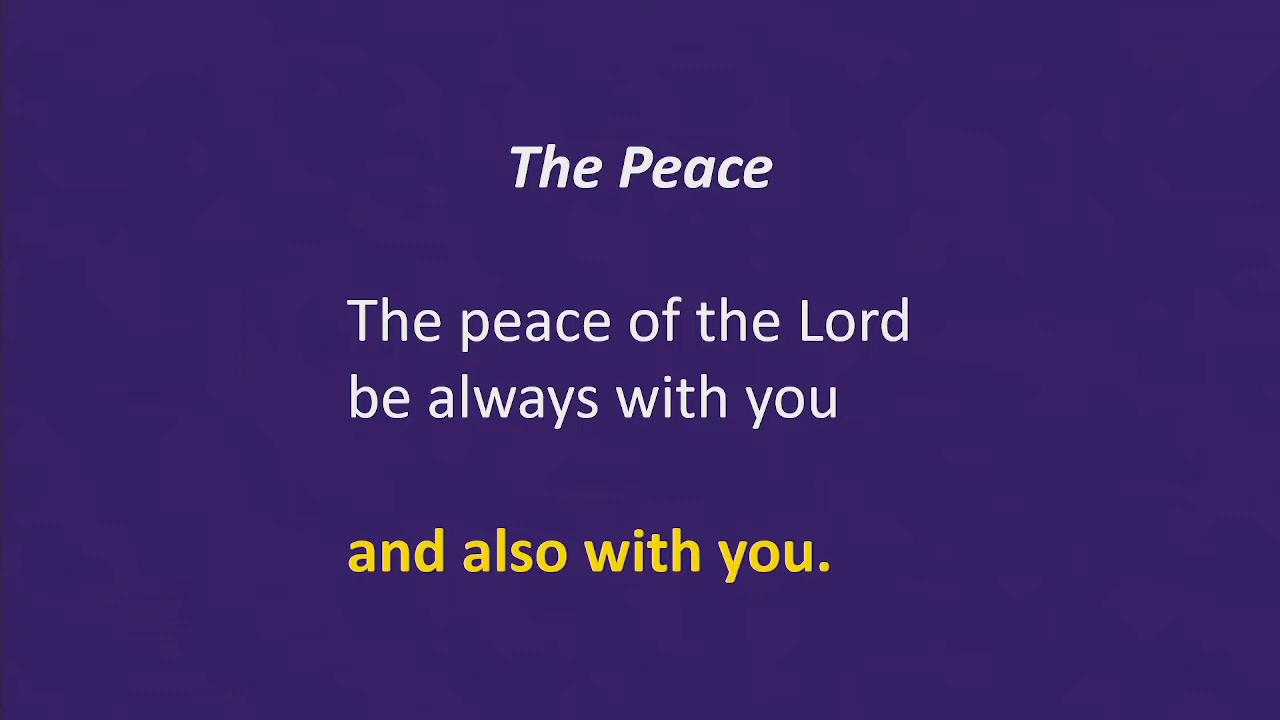 The Peace
The peace of the Lord
be always with you
and also with you.